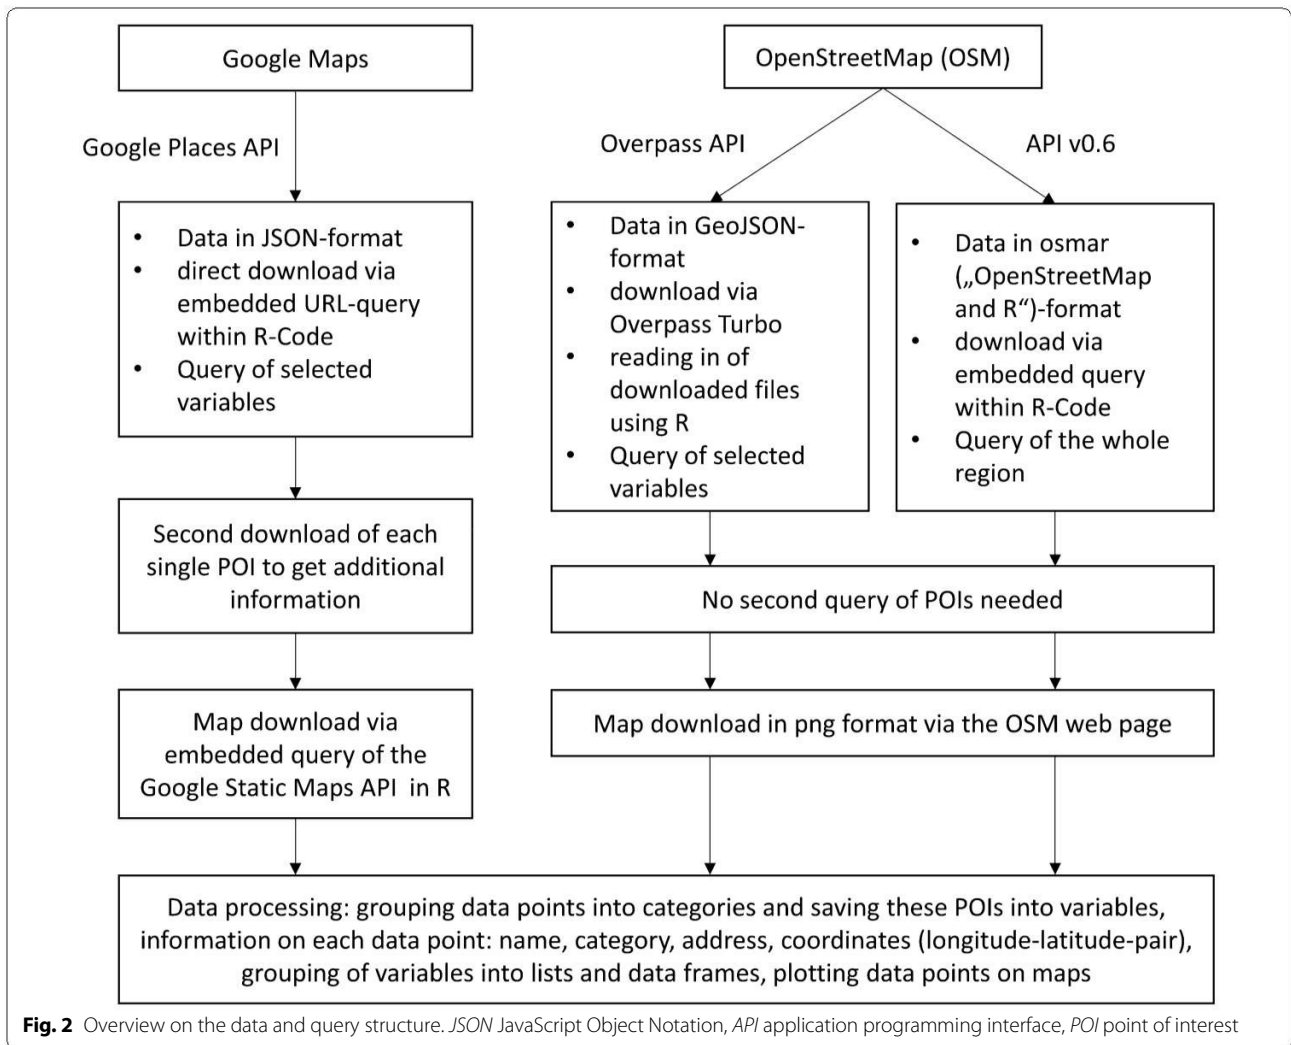 Google Maps
Google Places API
• Data in JSON-format
• direct download via
embedded URL-query
within R-Code
• Query of selected
variables
Second download of each
single POI to get additional
information
Map download via
embedded query of the
Google Static Maps API in R
OpenStreetMap (OSM)
Overpass API
API v0.6
• Data in GeoJSON-
format
• download via
Overpass Turbo
• reading in of
downloaded files
using R
• Query of selected
variables
• Data in osmar
(„OpenStreetMap
and R“)-format
• download via
embedded query
within R-Code
• Query of the whole
region
No second query of POIs needed
Map download in png format via the OSM web page
Data processing: grouping data points into categories and saving these POIs into variables,
information on each data point: name, category, address, coordinates (longitude-latitude-pair),
grouping of variables into lists and data frames, plotting data points on maps
Fig. 2 Overview on the data and query structure. JSON JavaScript Object Notation, API application programming interface, POI point of interest